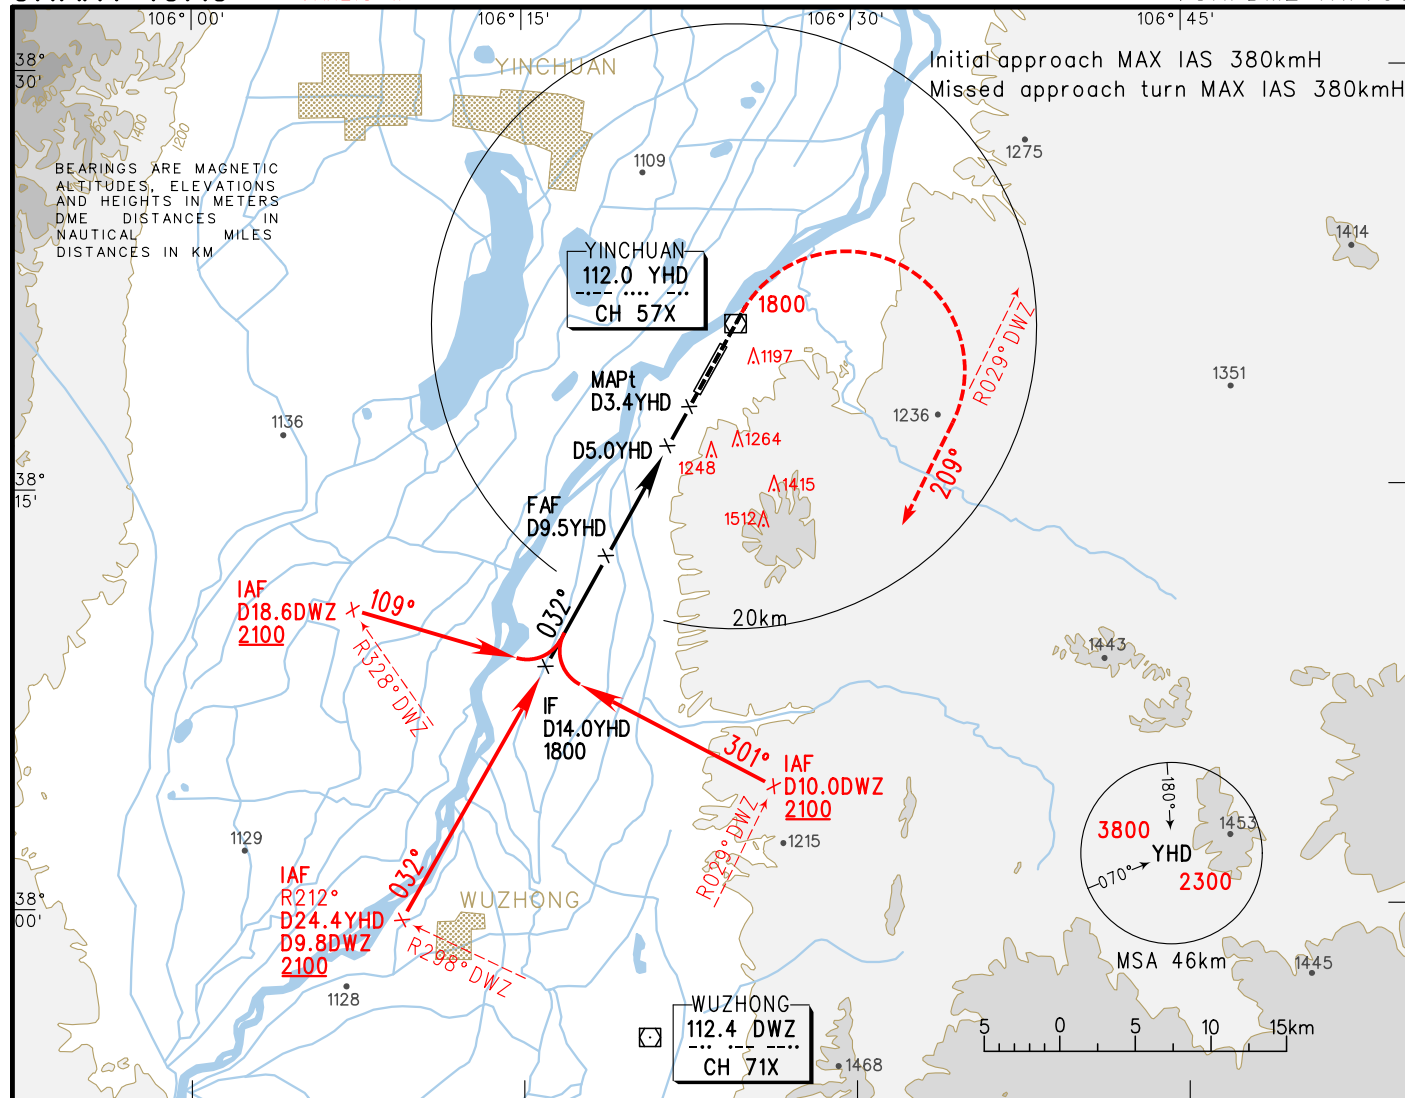 106°00'
106°15'
106°30'
106°45'
38°
30'
YINCHUAN
Initial approach MAX IAS 380kmH
Missed approach turn MAX IAS 380kmH
1600
1400
1200
1275
1109
BEARINGS ARE MAGNETIC
ALTITUDES, ELEVATIONS
AND HEIGHTS IN METERS
DME DISTANCES IN
NAUTICAL MILES
DISTANCES IN KM
1414
YINCHUAN
112.0 YHD
CH 57X
1800
R029°DWZ
1197
MAPt
D3.4YHD
1351
1136
1236
D5.0YHD
1264
1248
209°
1415
38°
15'
FAF
D9.5YHD
1512
IAF
D18.6DWZ
2100
109°
032°
20km
R328°DWZ
1443
IF
D14.0YHD
1800
301°
IAF
D10.0DWZ
2100
R029°DWZ
180°
1453
3800
YHD
070°
2300
1129
1215
032°
IAF
R212°
D24.4YHD
D9.8DWZ
2100
WUZHONG
38°
00'
R298°DWZ
MSA 46km
1445
1128
WUZHONG
112.4 DWZ
CH 71X
5 0 5 10 15km
1468